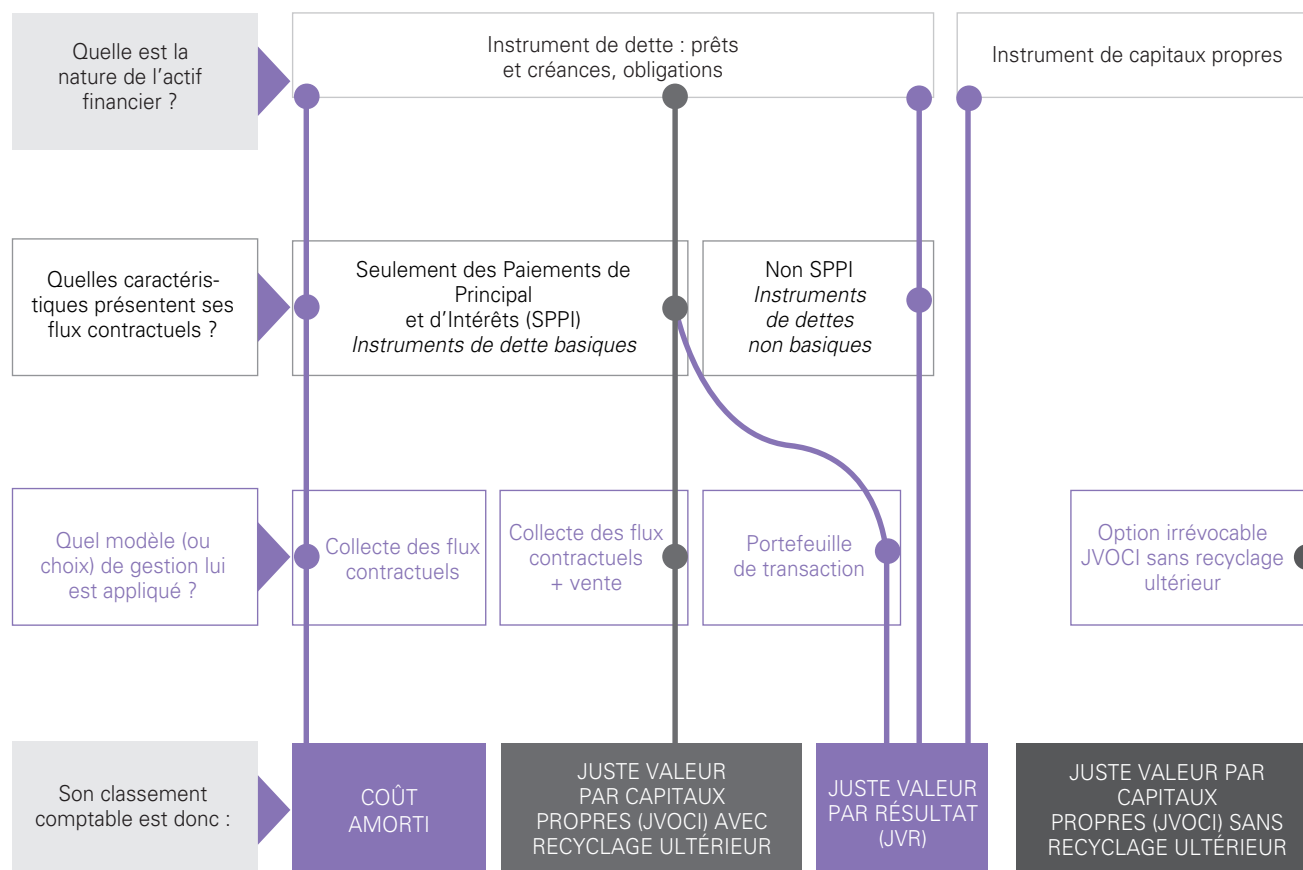 Quelle est la
nature de l'actif
financier ?
Instrument de dette : prêts
et créances, obligations
Instrument de capitaux propres
Quelles caractéris-
tiques présentent ses
flux contractuels ?
Seulement des Paiements de
Principal
et d'Intérêts (SPPI)
Instruments de dette basiques
Non SPPI
Instruments
de dettes
non basiques
Quel modèle (ou
choix) de gestion lui
est appliqué ?
Collecte des flux
contractuels
Collecte des flux
contractuels
+ vente
Portefeuille
de transaction
Option irrévocable
JVOCI sans recyclage
ultérieur
Son classement
comptable est donc :
COÛT
AMORTI
JUSTE VALEUR
PAR CAPITAUX
PROPRES (JVOCI) AVEC
RECYCLAGE ULTÉRIEUR
JUSTE VALEUR
PAR RÉSULTAT
(JVR)
JUSTE VALEUR PAR
CAPITAUX
PROPRES (JVOCI) SANS
RECYCLAGE ULTÉRIEUR